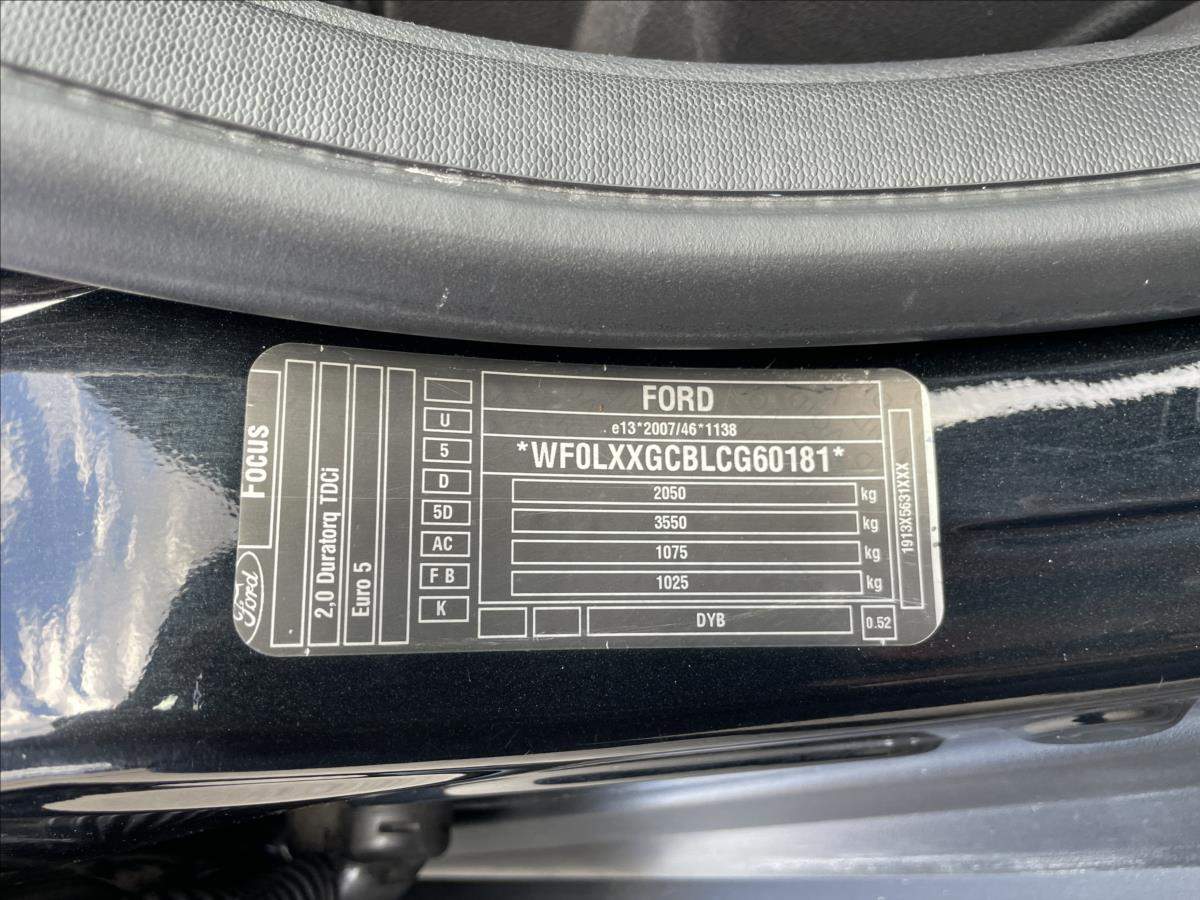 Focus
Ford
2,0 Duratorq TDCi
Euro 5
U
5
D
5D
AC
F B
K
FORD
e13*2007/46*1138
*WF0LXXGCBLCG60181*
2050 kg
3550 kg
1075 kg
1025 kg
DYB
0.52
1913X5631XXX